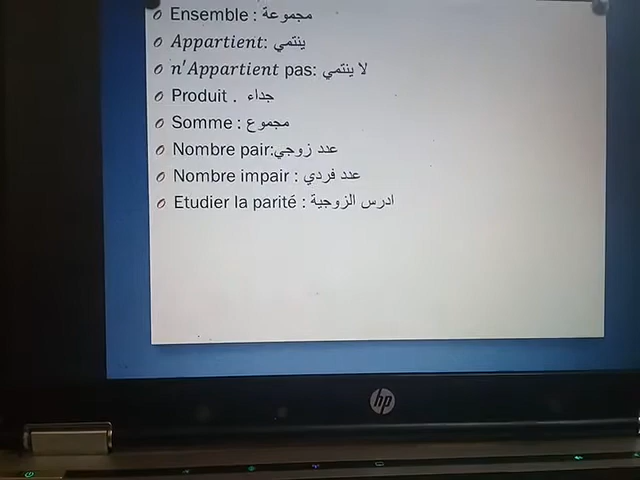 Ensemble : مجموعة
Appartient: ينتمي
n'Appartient pas: لا ينتمي
Produit . جداء
Somme : مجموع
Nombre pair:عدد زوجي
Nombre impair : عدد فردي
Etudier la parité : ادرس الزوجية
hp